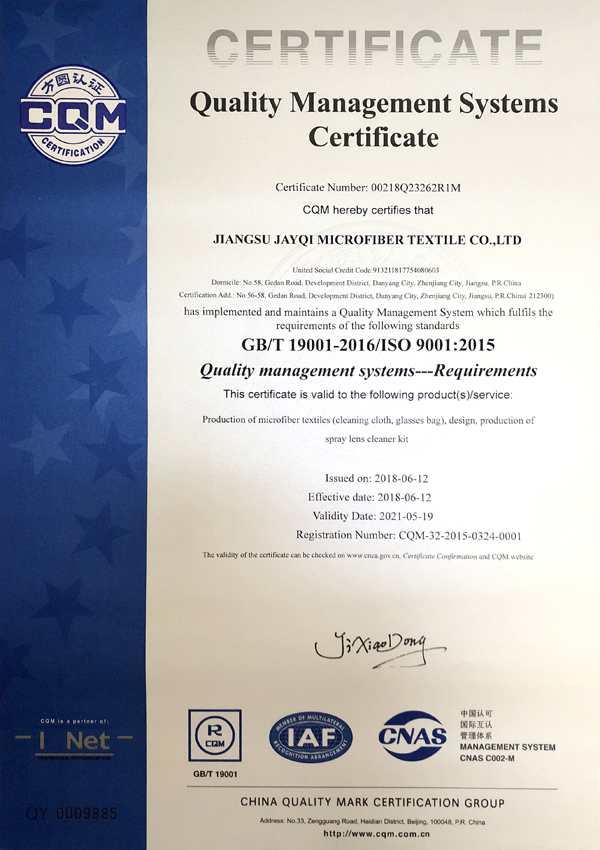 CERTIFICATE
方圆认证
CQM
CERTIFICATION
Quality Management Systems
Certificate
Certificate Number: 00218Q23262R1M
CQM hereby certifies that
JIANGSU JAYQI MICROFIBER TEXTILE CO.,LTD
United Social Credit Code:913211817754080603
Domicile: No.58, Gedan Road, Development District, Danyang City, Zhenjiang City, Jiangsu, P.R.China
Certification Add.: No.56-58, Gedan Road, Development District, Danyang City, Zhenjiang City, Jiangsu, P.R.China( 212300)
has implemented and maintains a Quality Management System which fulfils the
requirements of the following standards
GB/T 19001-2016/ISO 9001:2015
Quality management systems---Requirements
This certificate is valid to the following product(s)/service:
Production of microfiber textiles (cleaning cloth, glasses bag), design, production of
spray lens cleaner kit
Issued on: 2018-06-12
Effective date: 2018-06-12
Validity Date: 2021-05-19
Registration Number: CQM-32-2015-0324-0001
The validity of the certificate can be checked on www.cnca.gov.cn, Certificate Confirmation and CQM website
Ji XiaoDong
CQM is a partner of:
I Net
QY 0009885
R
CQM
GB/T 19001
MEMBER OF MULTILATERAL
IAF
RECOGNITION ARRANGEMENT
CNAS
中国认可
国际互认
管理体系
MANAGEMENT SYSTEM
CNAS C002-M
CHINA QUALITY MARK CERTIFICATION GROUP
Address: No.33, Zengguang Road, Haidian District, Beijing, 100048, P.R. China
http://www.cqm.com.cn